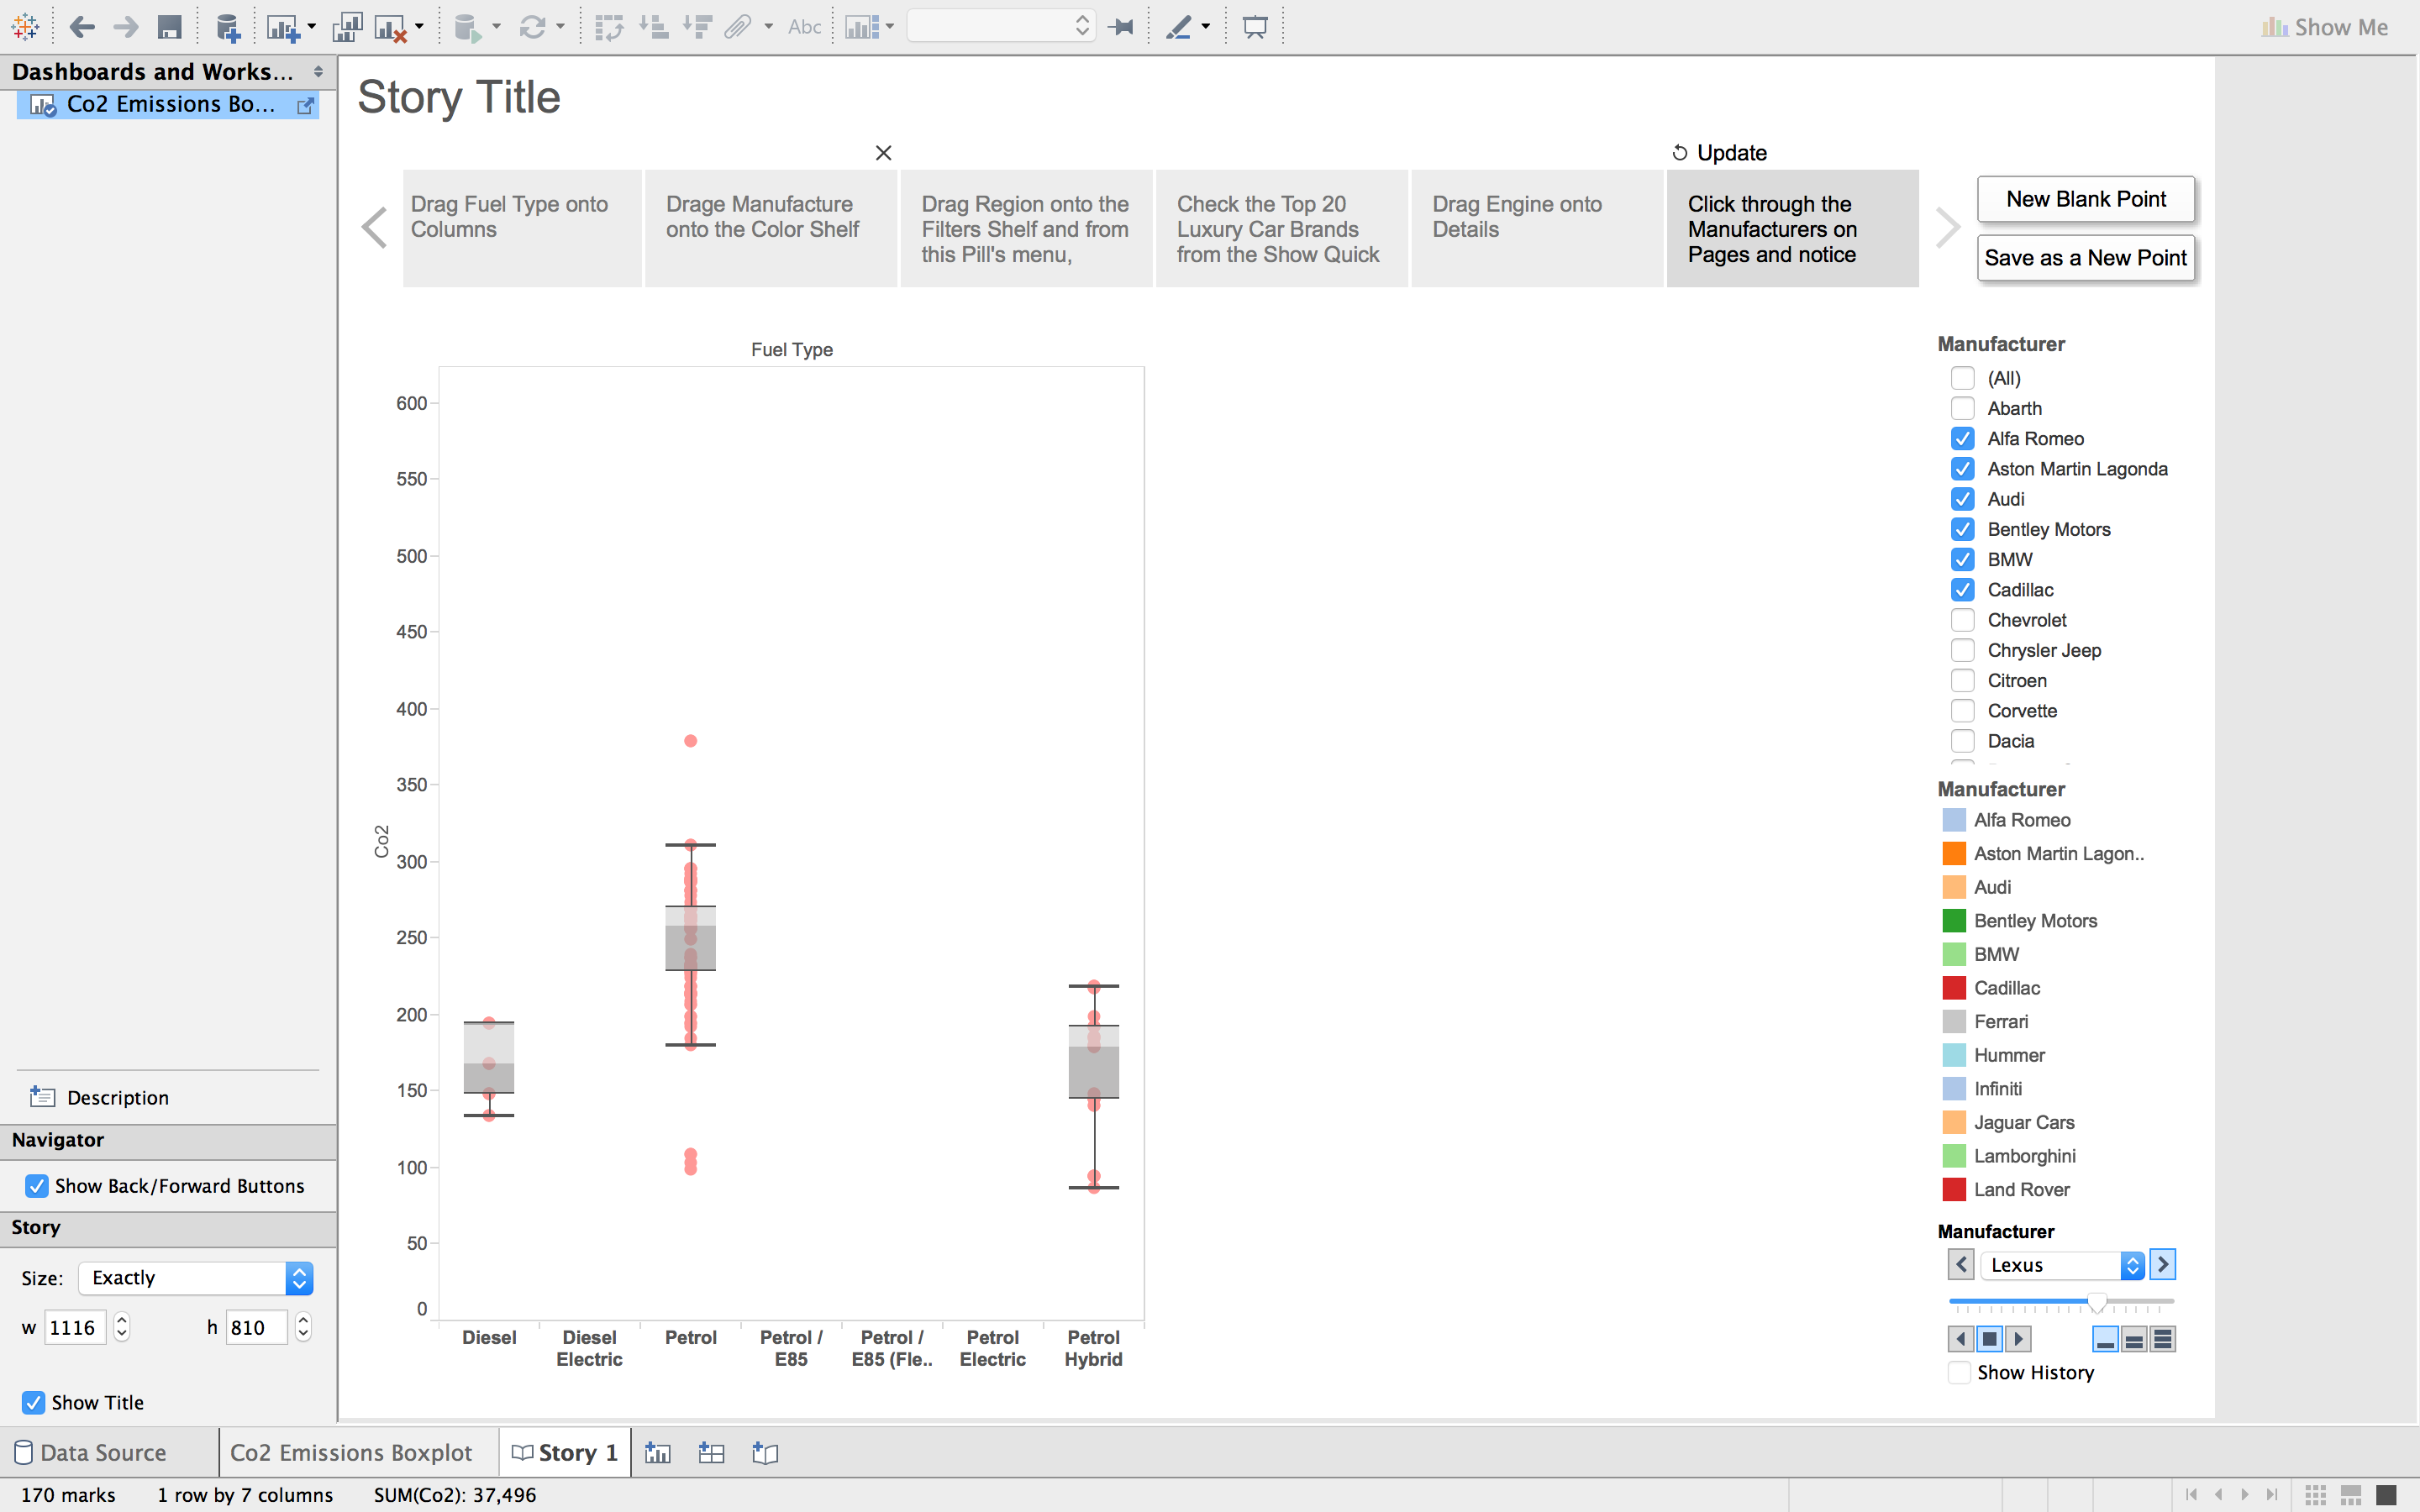 Abc
Show Me
Dashboards and Works...
Co2 Emissions Bo...
Story Title
Update
Drag Fuel Type onto
Columns
Drage Manufacture
onto the Color Shelf
Drag Region onto the
Filters Shelf and from
this Pill's menu,
Check the Top 20
Luxury Car Brands
from the Show Quick
Drag Engine onto
Details
Click through the
Manufacturers on
Pages and notice
New Blank Point
Save as a New Point
Fuel Type
600
550
500
450
400
350
300
250
200
150
100
50
0
Co2
Diesel
Diesel
Electric
Petrol
Petrol /
E85
Petrol /
E85 (Fle..
Petrol
Electric
Petrol
Hybrid
Manufacturer
(All)
Abarth
Alfa Romeo
Aston Martin Lagonda
Audi
Bentley Motors
BMW
Cadillac
Chevrolet
Chrysler Jeep
Citroen
Corvette
Dacia
Manufacturer
Alfa Romeo
Aston Martin Lagon..
Audi
Bentley Motors
BMW
Cadillac
Ferrari
Hummer
Infiniti
Jaguar Cars
Lamborghini
Land Rover
Manufacturer
Lexus
Show History
Description
Navigator
Show Back/Forward Buttons
Story
Size: Exactly
w 1116 h 810
Show Title
Data Source
Co2 Emissions Boxplot
Story 1
170 marks 1 row by 7 columns SUM(Co2): 37,496